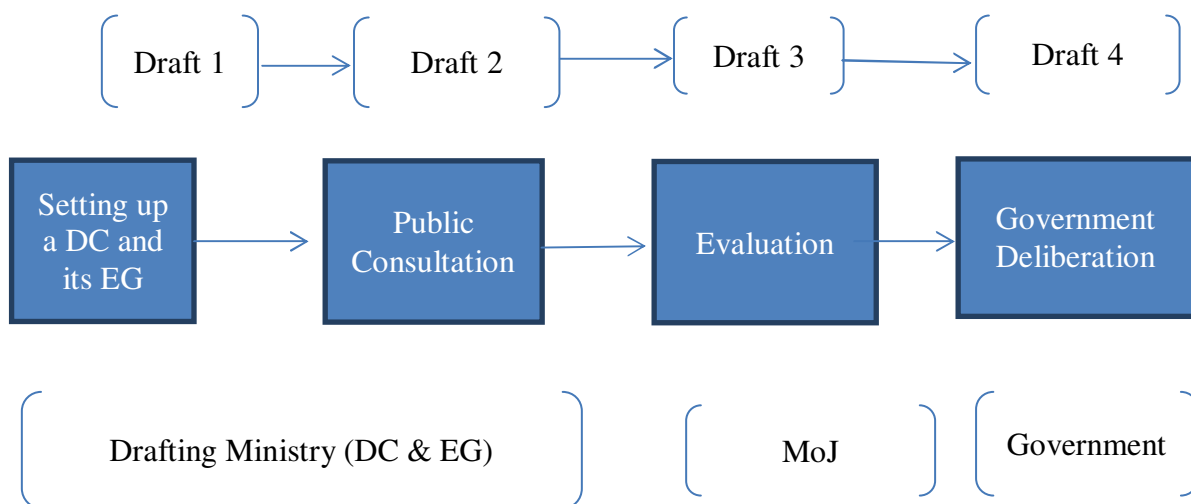 Draft 1
Draft 2
Draft 3
Draft 4
Setting up
a DC and
its EG
Public
Consultation
Evaluation
Government
Deliberation
Drafting Ministry (DC & EG)
MoJ
Government